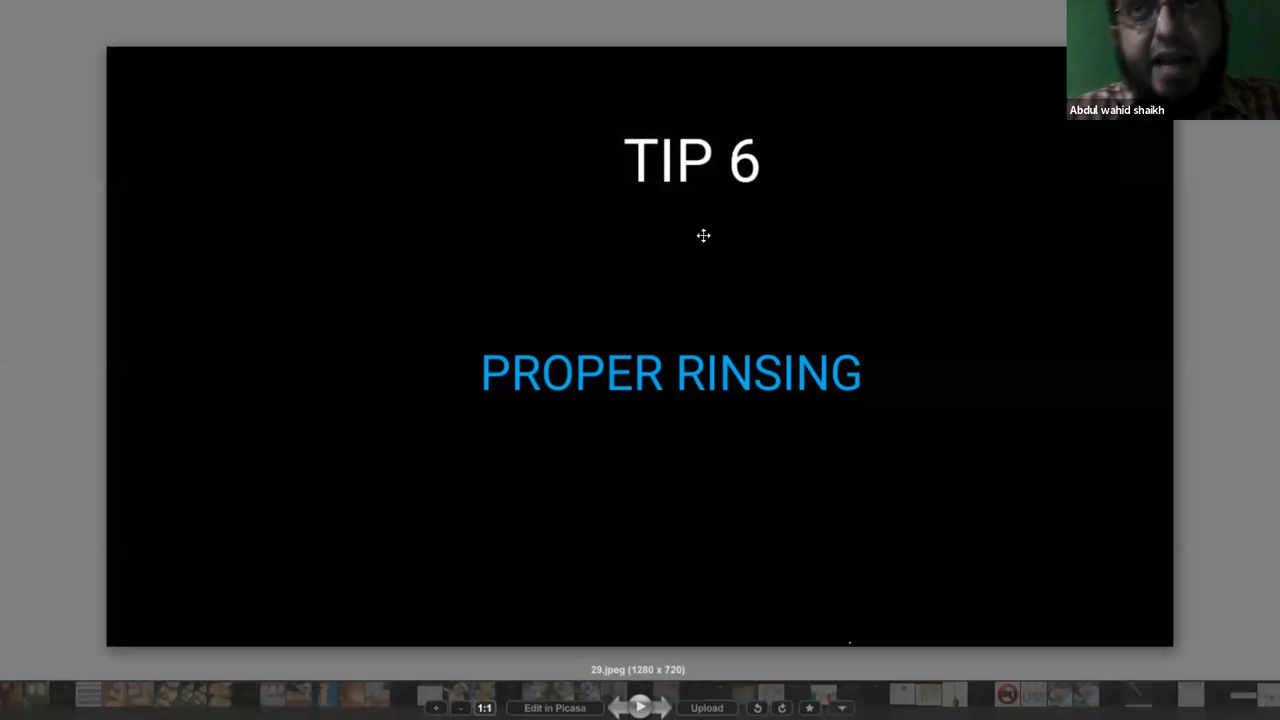 Abdul wahid shaikh
TIP 6
PROPER RINSING
29.jpeg (1280 x 720)
+
-
1:1
Edit in Picasa
Upload